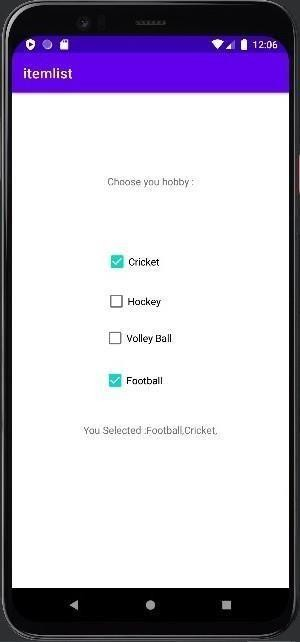 12:06
itemlist
Choose you hobby :
Cricket
Hockey
Volley Ball
Football
You Selected :Football,Cricket,